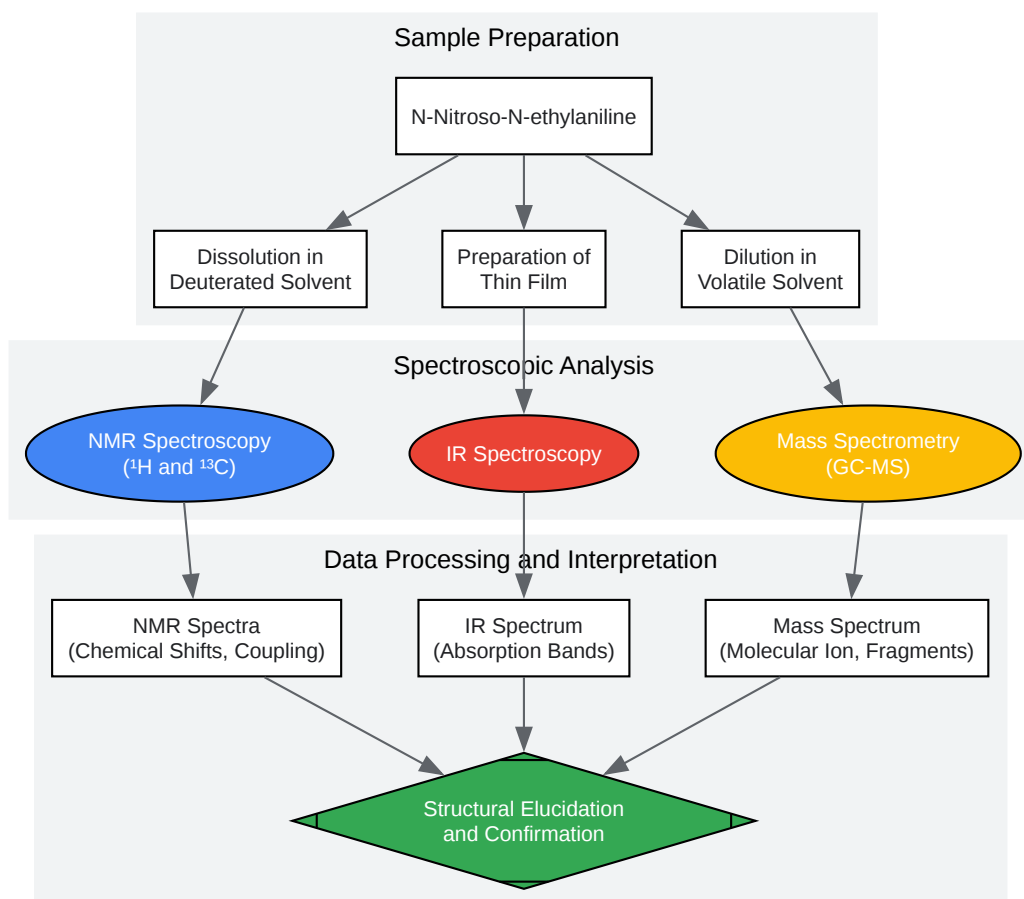 Sample Preparation
N-Nitroso-N-ethylaniline
Dissolution in
Deuterated Solvent
Preparation of
Thin Film
Dilution in
Volatile Solvent
Spectroscopic Analysis
NMR Spectroscopy
(¹H and ¹³C)
IR Spectroscopy
Mass Spectrometry
(GC-MS)
Data Processing and Interpretation
NMR Spectra
(Chemical Shifts, Coupling)
IR Spectrum
(Absorption Bands)
Mass Spectrum
(Molecular Ion, Fragments)
Structural Elucidation
and Confirmation